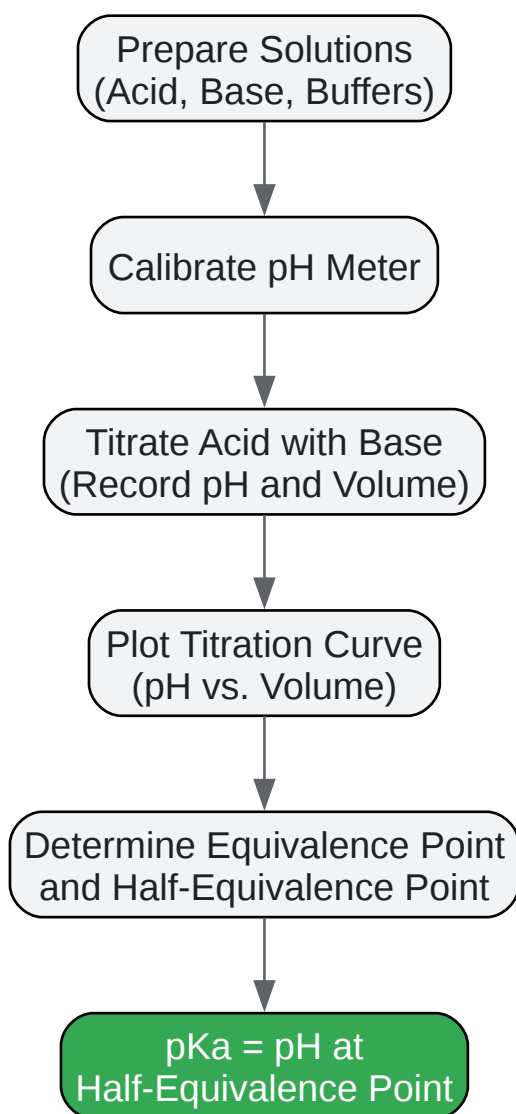 Prepare Solutions
(Acid, Base, Buffers)
Calibrate pH Meter
Titrate Acid with Base
(Record pH and Volume)
Plot Titration Curve
(pH vs. Volume)
Determine Equivalence Point
and Half-Equivalence Point
pKa = pH at
Half-Equivalence Point